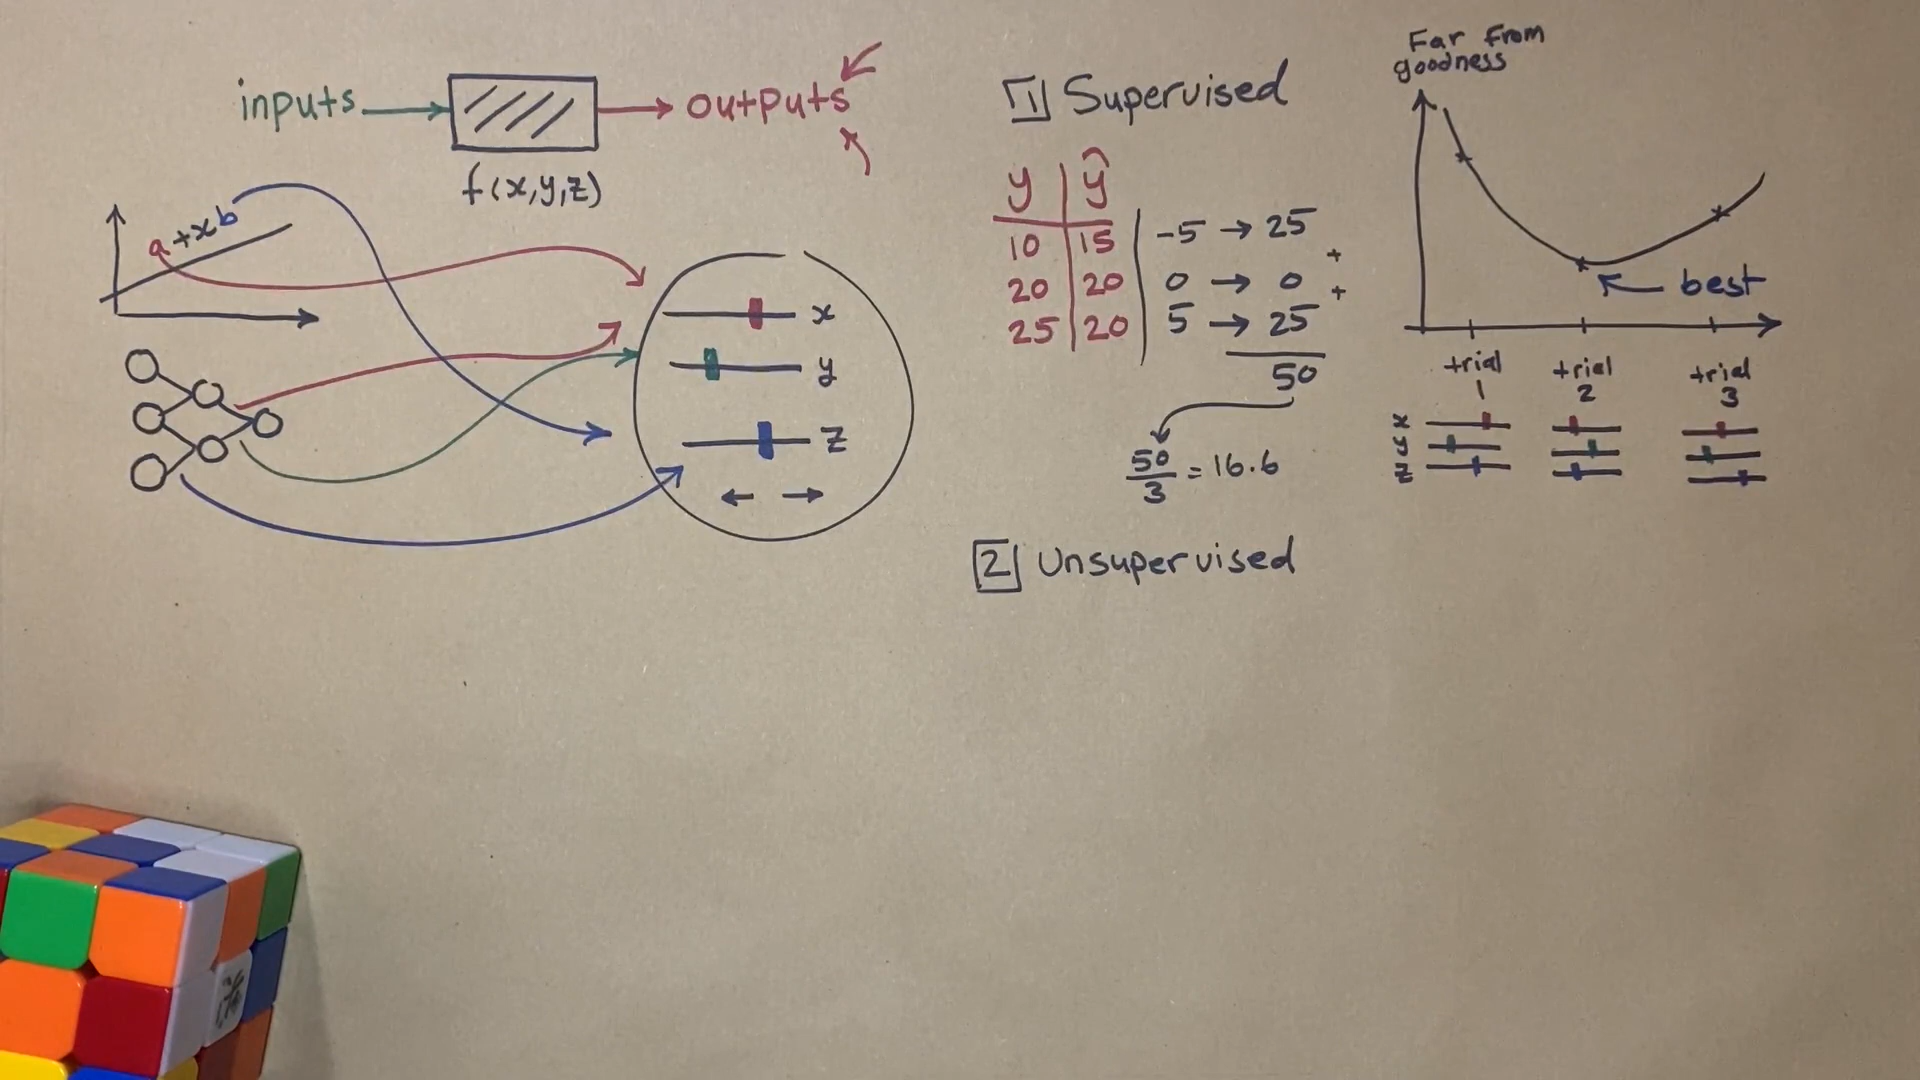 inputs
outputs
f(x,y,z)
a+xb
x
y
z
1 Supervised
y ŷ
10 15 -5 → 25
+
20 20 0 → 0
+
25 20 5 → 25
50
50/3 = 16.6
2 Unsupervised
Far from
goodness
best
trial 1
trial 2
trial 3
x
y
z